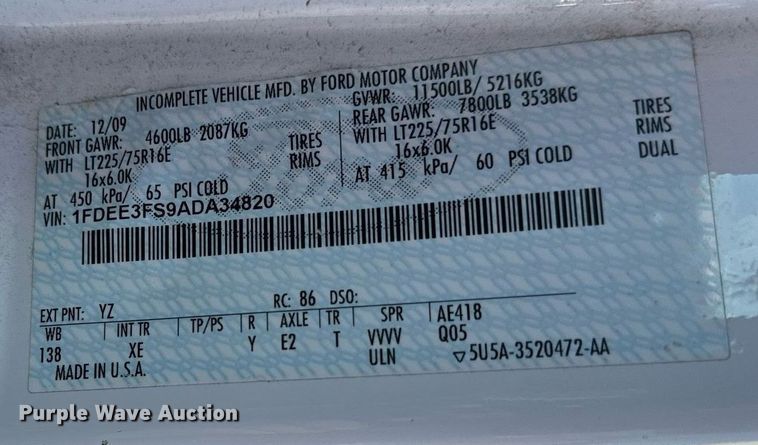 INCOMPLETE VEHICLE MFD. BY FORD MOTOR COMPANY
DATE: 12/09 GVWR: 11500LB/ 5216KG
FRONT GAWR: 4600LB 2087KG REAR GAWR: 7800LB 3538KG
WITH LT225/75R16E TIRES WITH LT225/75R16E TIRES
16x6.0K RIMS 16x6.0K RIMS
AT 450 kPa/ 65 PSI COLD AT 415 kPa/ 60 PSI COLD DUAL
VIN: 1FDEE3FS9ADA34820
EXT PNT: YZ RC: 86 DSO:
WB INT TR TP/PS R AXLE TR SPR AE418
138 XE Y E2 T VVVV Q05
MADE IN U.S.A. ULN ▽5U5A-3520472-AA
Purple Wave Auction